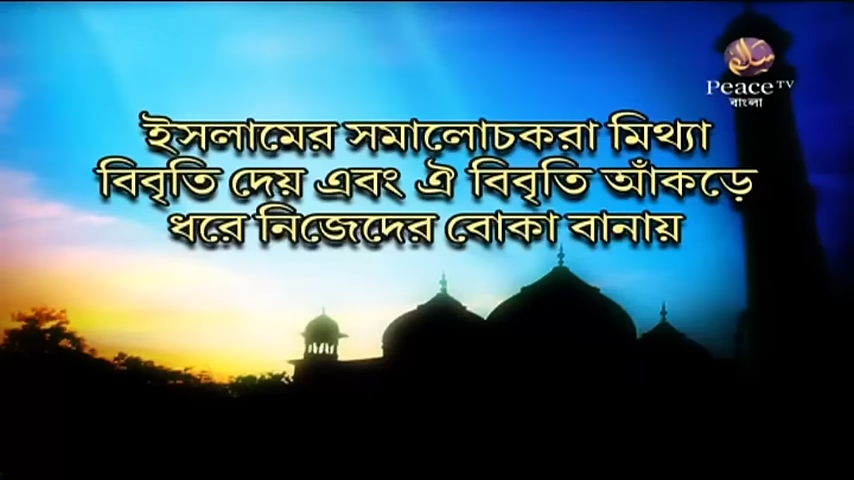 Peace TV
বাংলা
ইসলামের সমালোচকরা মিথ্যা
বিবৃতি দেয় এবং ঐ বিবৃতি আঁকড়ে
ধরে নিজেদের বোকা বানায়